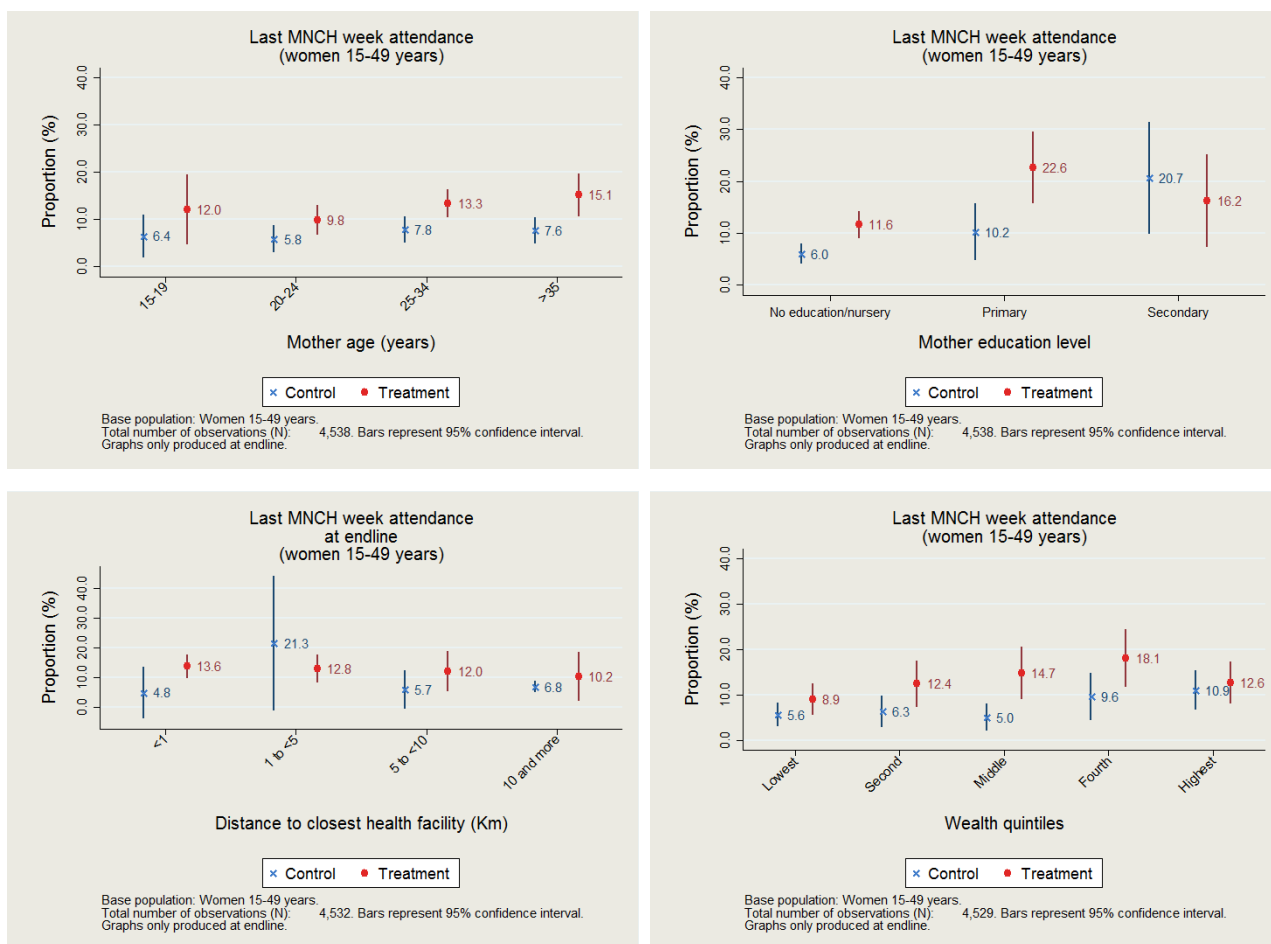 Last MNCH week attendance
(women 15-49 years)
Proportion (%)
40.0
30.0
20.0
10.0
0.0
6.4
12.0
5.8
9.8
7.8
13.3
7.6
15.1
15-19
20-24
25-34
>35
Mother age (years)
Control Treatment
Base population: Women 15-49 years.
Total number of observations (N): 4,538. Bars represent 95% confidence interval.
Graphs only produced at endline.
Last MNCH week attendance
(women 15-49 years)
Proportion (%)
40.0
30.0
20.0
10.0
0.0
6.0
11.6
10.2
22.6
20.7
16.2
No education/nursery
Primary
Secondary
Mother education level
Control Treatment
Base population: Women 15-49 years.
Total number of observations (N): 4,538. Bars represent 95% confidence interval.
Graphs only produced at endline.
Last MNCH week attendance
at endline
(women 15-49 years)
Proportion (%)
40.0
30.0
20.0
10.0
0.0
4.8
13.6
21.3
12.8
5.7
12.0
6.8
10.2
<1
1 to <5
5 to <10
10 and more
Distance to closest health facility (Km)
Control Treatment
Base population: Women 15-49 years.
Total number of observations (N): 4,532. Bars represent 95% confidence interval.
Graphs only produced at endline.
Last MNCH week attendance
(women 15-49 years)
Proportion (%)
40.0
30.0
20.0
10.0
0.0
5.6
8.9
6.3
12.4
5.0
14.7
9.6
18.1
10.9
12.6
Lowest
Second
Middle
Fourth
Highest
Wealth quintiles
Control Treatment
Base population: Women 15-49 years.
Total number of observations (N): 4,529. Bars represent 95% confidence interval.
Graphs only produced at endline.